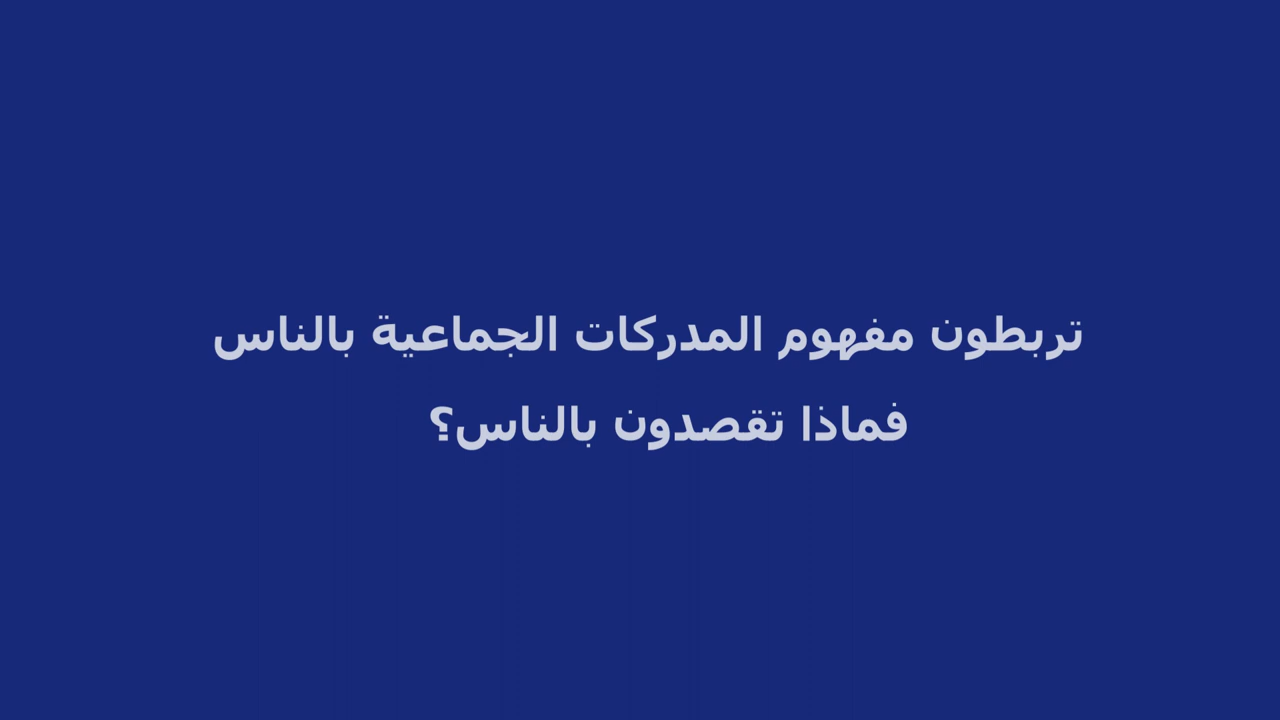 تربطون مفهوم المدركات الجماعية بالناس
فماذا تقصدون بالناس؟